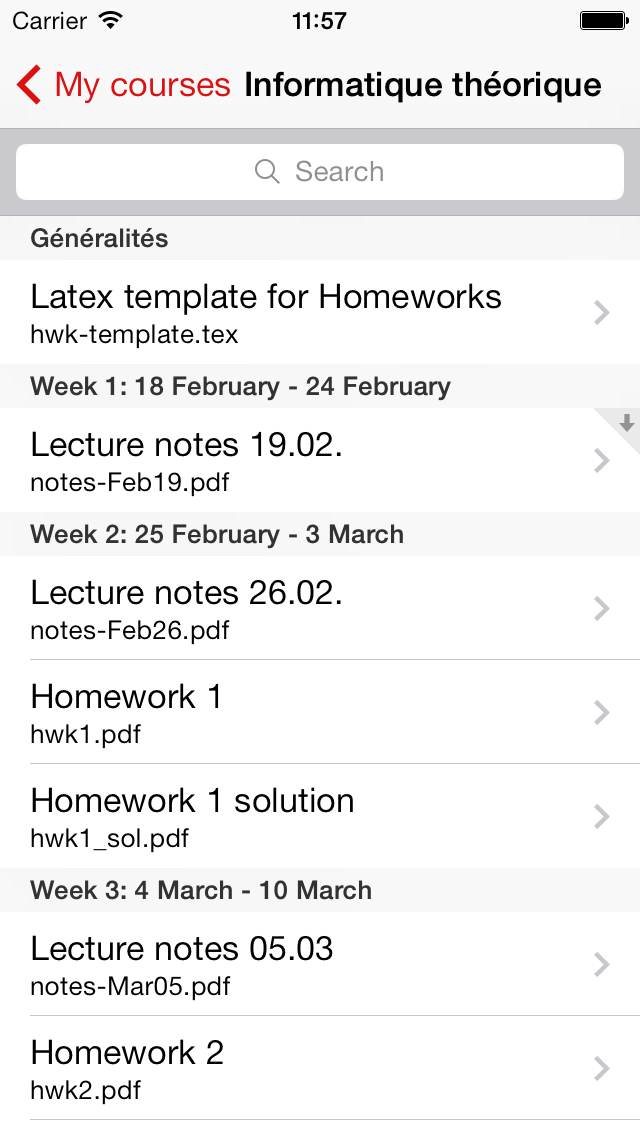 Carrier 11:57
My courses Informatique théorique
Search
Généralités
Latex template for Homeworks
hwk-template.tex
Week 1: 18 February - 24 February
Lecture notes 19.02.
notes-Feb19.pdf
Week 2: 25 February - 3 March
Lecture notes 26.02.
notes-Feb26.pdf
Homework 1
hwk1.pdf
Homework 1 solution
hwk1_sol.pdf
Week 3: 4 March - 10 March
Lecture notes 05.03
notes-Mar05.pdf
Homework 2
hwk2.pdf